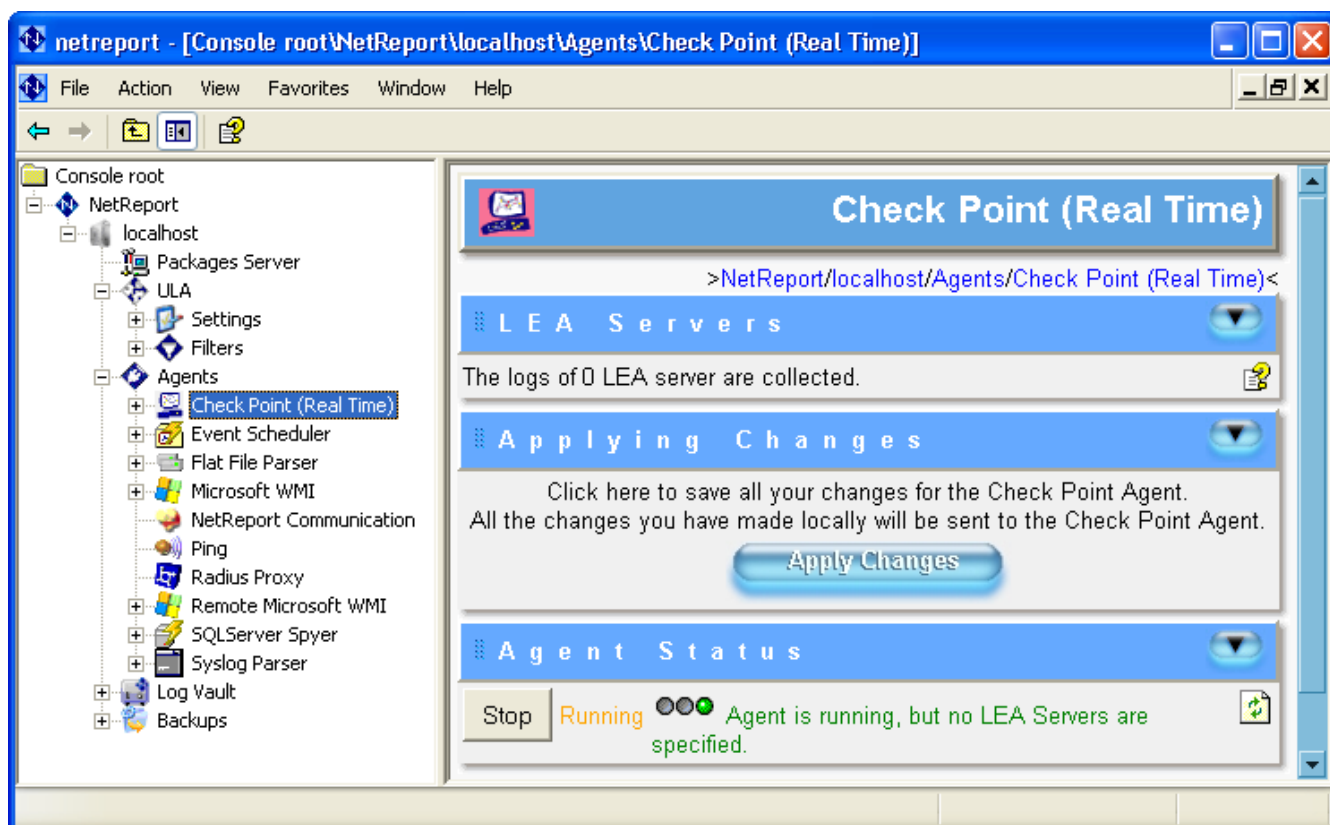 netreport - [Console root\NetReport\localhost\Agents\Check Point (Real Time)]
File Action View Favorites Window Help
Console root
NetReport
localhost
Packages Server
ULA
Settings
Filters
Agents
Check Point (Real Time)
Event Scheduler
Flat File Parser
Microsoft WMI
NetReport Communication
Ping
Radius Proxy
Remote Microsoft WMI
SQLServer Spyer
Syslog Parser
Log Vault
Backups
Check Point (Real Time)
>NetReport/localhost/Agents/Check Point (Real Time)<
LEA Servers
The logs of 0 LEA server are collected.
Applying Changes
Click here to save all your changes for the Check Point Agent.
All the changes you have made locally will be sent to the Check Point Agent.
Apply Changes
Agent Status
Stop Running Agent is running, but no LEA Servers are
specified.